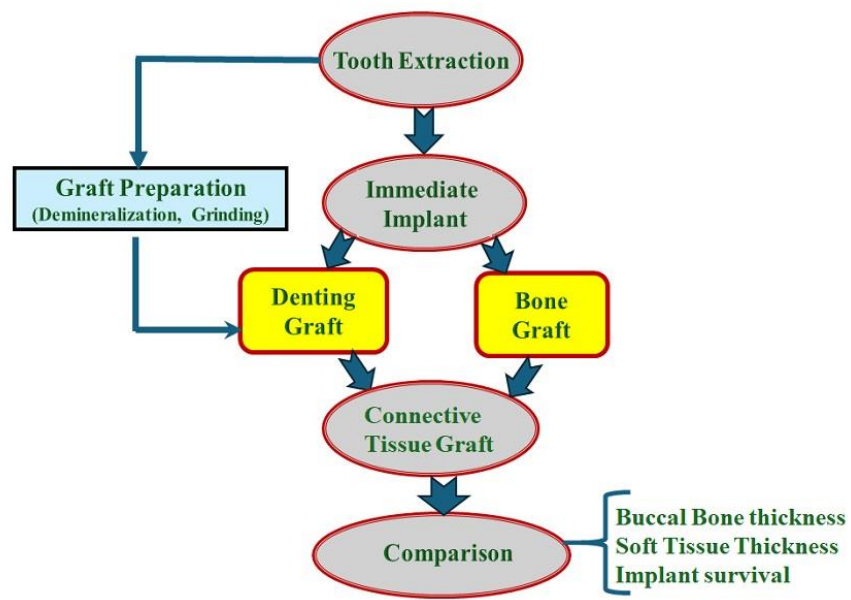 Tooth Extraction
Graft Preparation
(Demineralization, Grinding)
Immediate
Implant
Denting
Graft
Bone
Graft
Connective
Tissue Graft
Comparison
Buccal Bone thickness
Soft Tissue Thickness
Implant survival